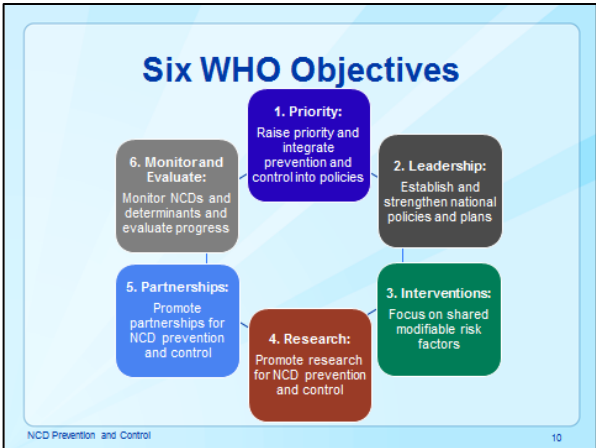 Six WHO Objectives
1. Priority:
Raise priority and
integrate
prevention and
control into policies
2. Leadership:
Establish and
strengthen national
policies and plans
3. Interventions:
Focus on shared
modifiable risk
factors
4. Research:
Promote research
for NCD prevention
and control
5. Partnerships:
Promote
partnerships for
NCD prevention
and control
6. Monitor and
Evaluate:
Monitor NCDs and
determinants and
evaluate progress
NCD Prevention and Control
10